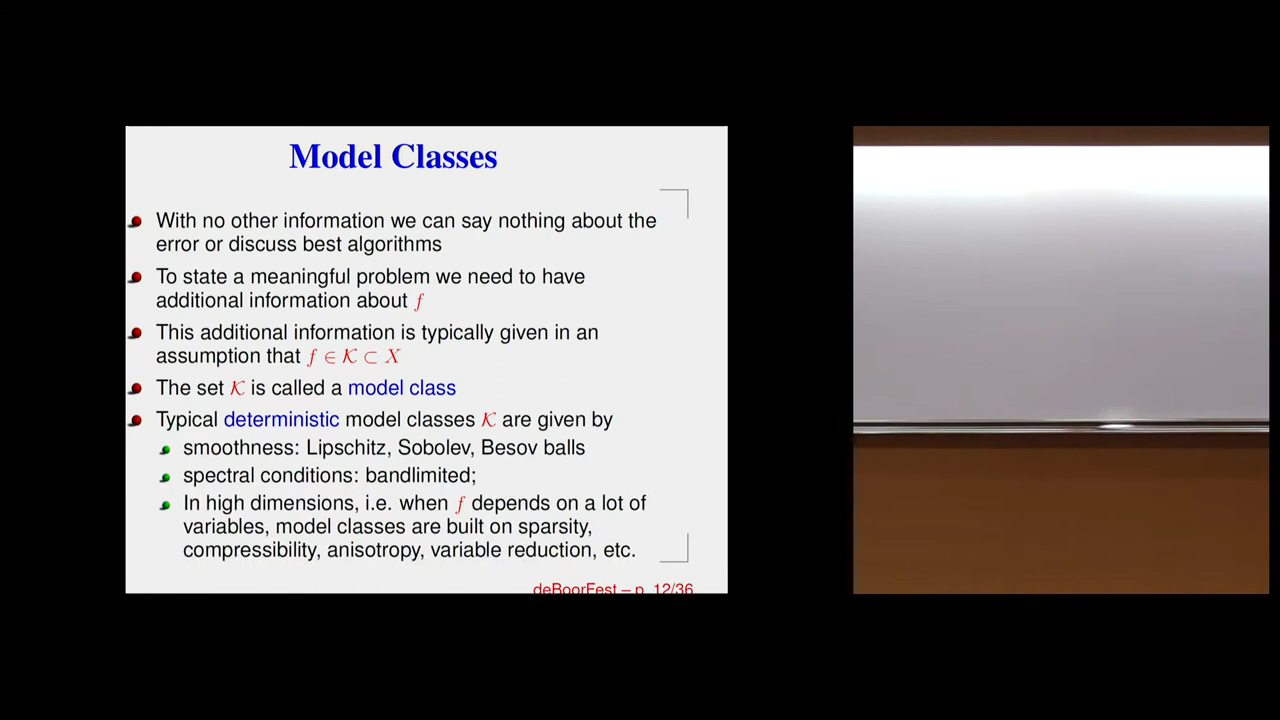 Model Classes
With no other information we can say nothing about the
error or discuss best algorithms
To state a meaningful problem we need to have
additional information about f
This additional information is typically given in an
assumption that f ∈ 𝒦 ⊂ X
The set 𝒦 is called a model class
Typical deterministic model classes 𝒦 are given by
smoothness: Lipschitz, Sobolev, Besov balls
spectral conditions: bandlimited;
In high dimensions, i.e. when f depends on a lot of
variables, model classes are built on sparsity,
compressibility, anisotropy, variable reduction, etc.
deBoorFest – p. 12/36